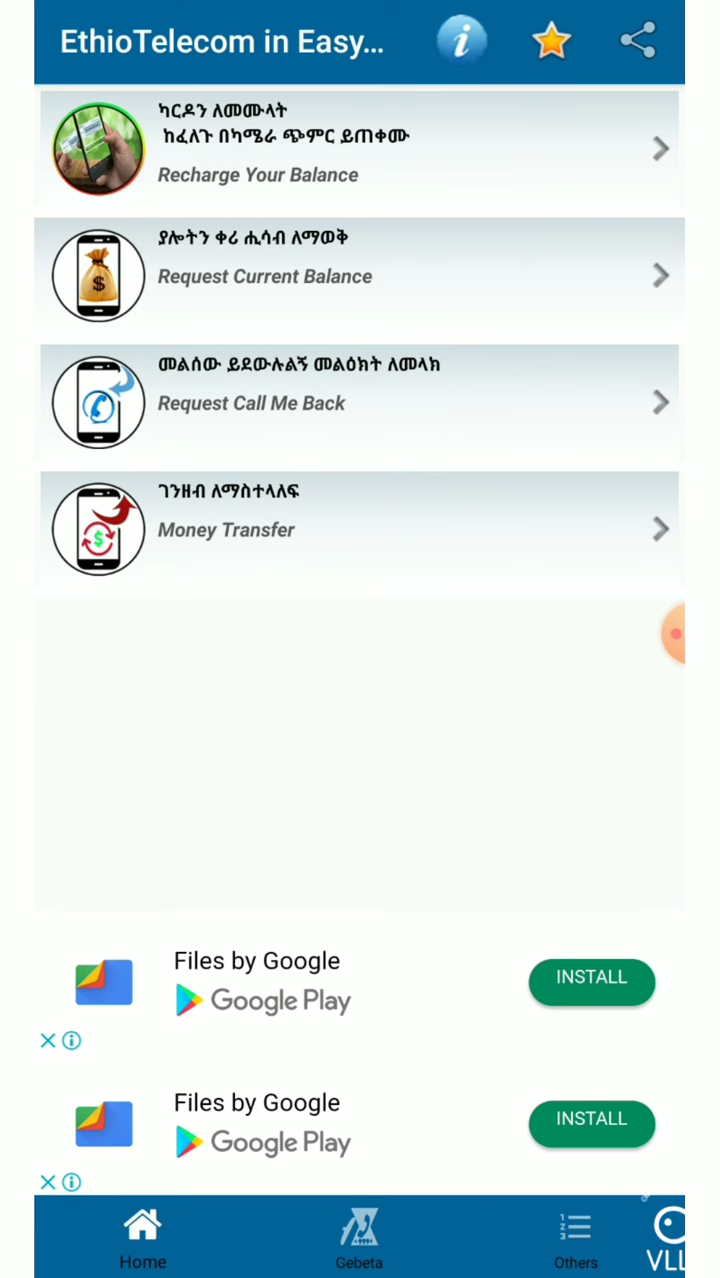 EthioTelecom in Easy...
ካርዶን ለመሙላት
ከፈለጉ በካሜራ ጭምር ይጠቀሙ
Recharge Your Balance
ያሎትን ቀሪ ሒሳብ ለማወቅ
Request Current Balance
መልሰው ይደውሉልኝ መልዕክት ለመላክ
Request Call Me Back
ገንዘብ ለማስተላለፍ
Money Transfer
Files by Google
INSTALL
Google Play
Files by Google
INSTALL
Google Play
Home
Gebeta
Others